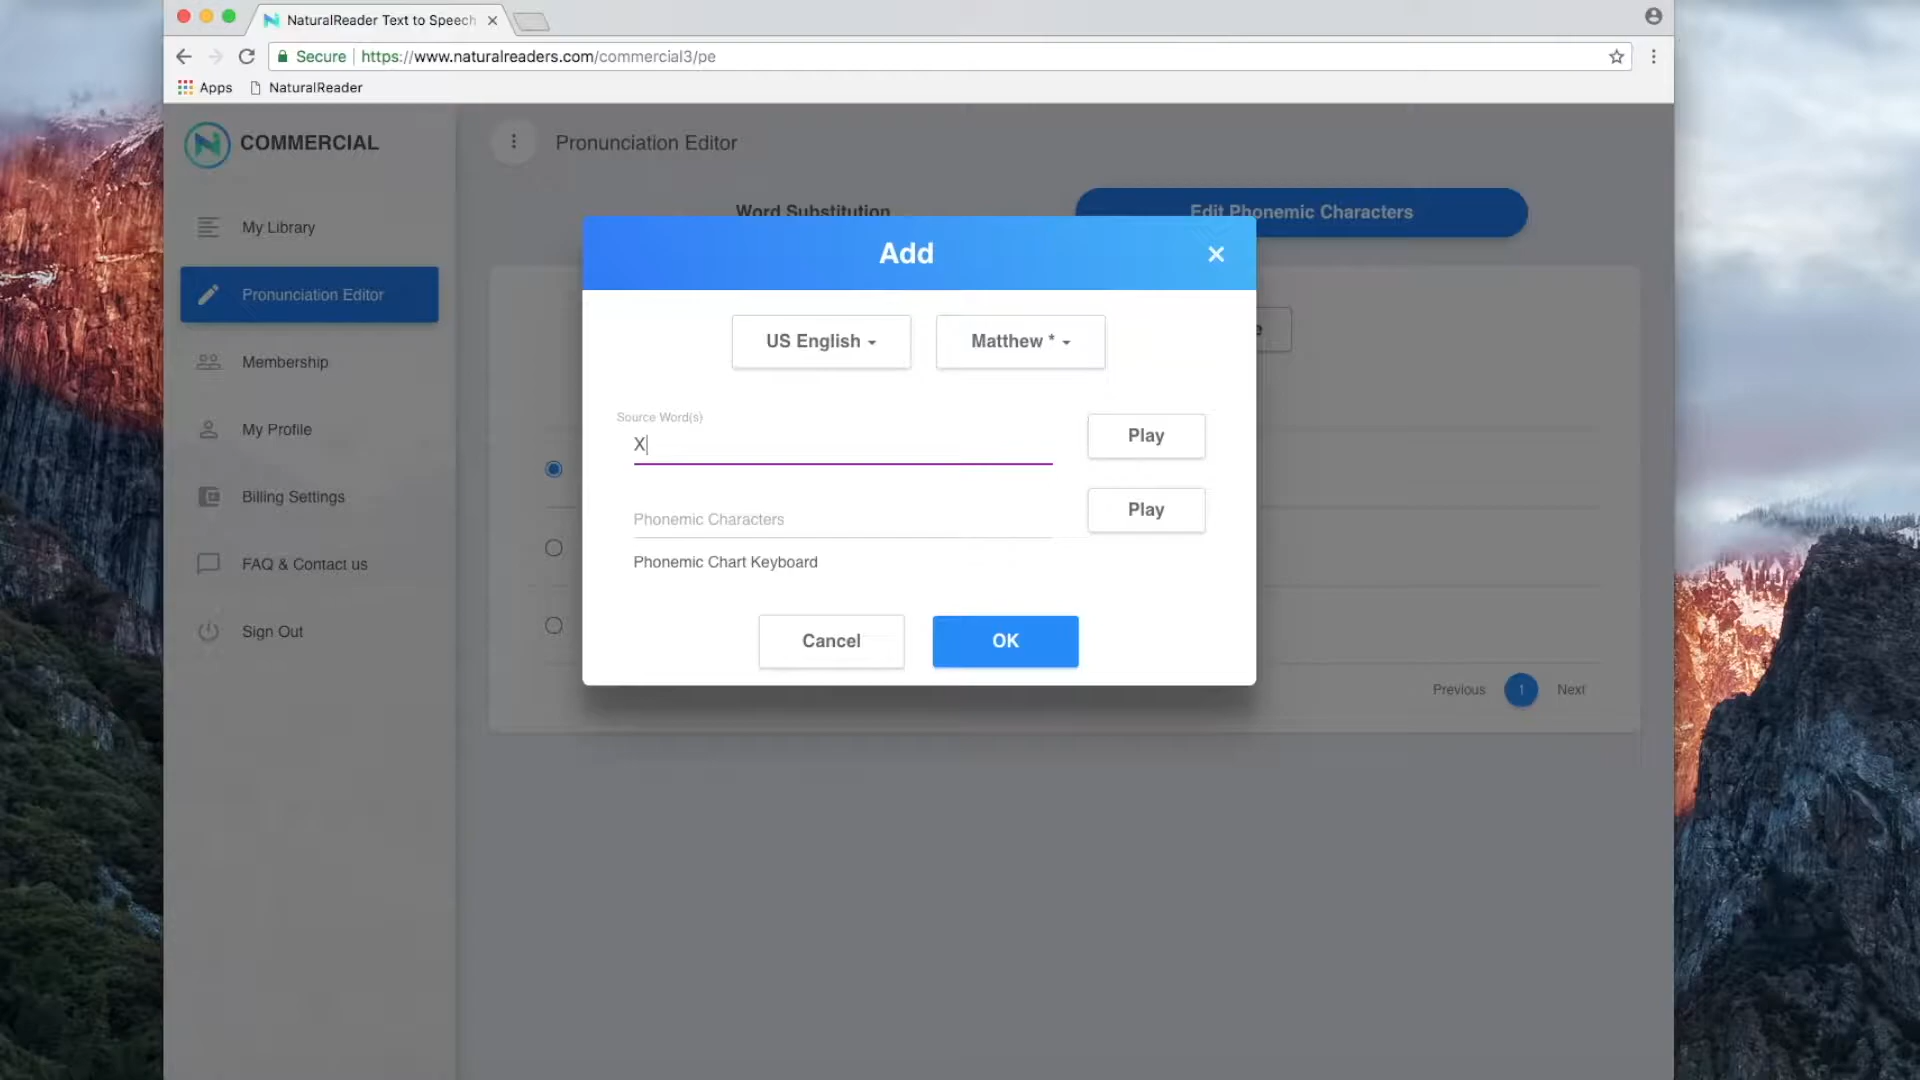 NaturalReader Text to Speech
Secure https://www.naturalreaders.com/commercial3/pe
Apps NaturalReader
COMMERCIAL
Pronunciation Editor
Word Substitution
Edit Phonemic Characters
My Library
Pronunciation Editor
Membership
My Profile
Billing Settings
FAQ & Contact us
Sign Out
Add
US English
Matthew *
Source Word(s)
X
Play
Phonemic Characters
Play
Phonemic Chart Keyboard
Cancel
OK
Previous 1 Next